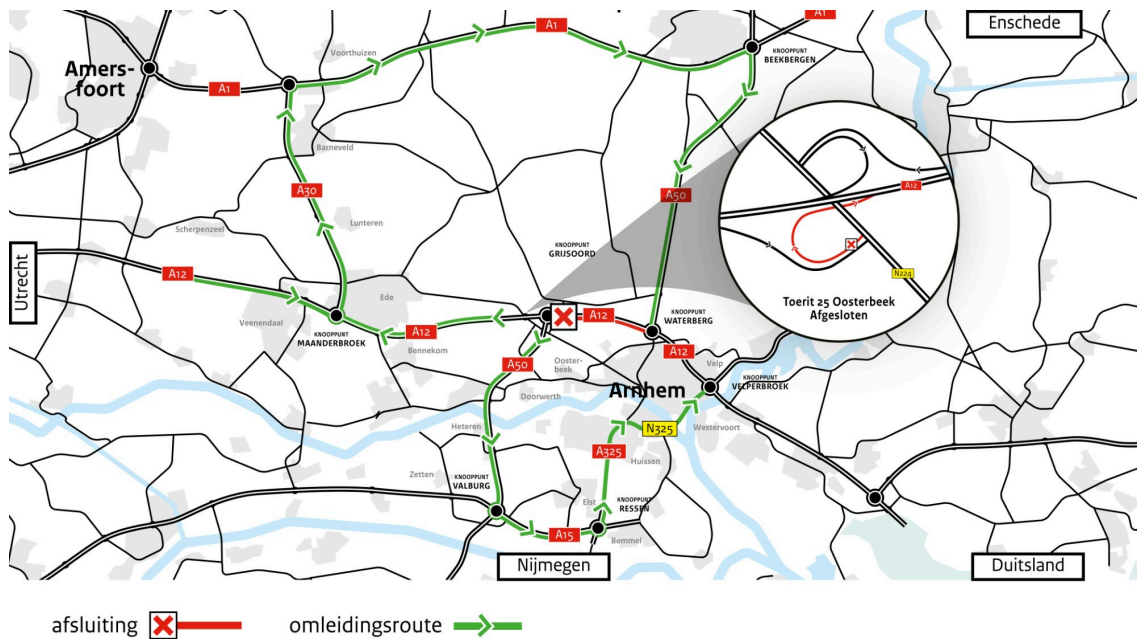 A1
A1
Enschede
Voorthuizen
KNOOPPUNT
BEEKBERGEN
Amers-
foort
A1
Barneveld
A30
A50
A12
Lunteren
Scherpenzeel
KNOOPPUNT
GRIJSOORD
Utrecht
A12
N224
Ede
Toerit 25 Oosterbeek
Afgesloten
Veenendaal
A12
A12
KNOOPPUNT
WATERBERG
KNOOPPUNT
MAANDERBROEK
Bennekom
A12
A50
Ooster-
beek
Velp
Doorwerth
Arnhem
KNOOPPUNT
VELPERBROEK
Heteren
N325
Westervoort
A325
Huissen
Zetten
KNOOPPUNT
VALBURG
Elst
KNOOPPUNT
RESSEN
A15
Bemmel
Nijmegen
Duitsland
afsluiting
omleidingsroute